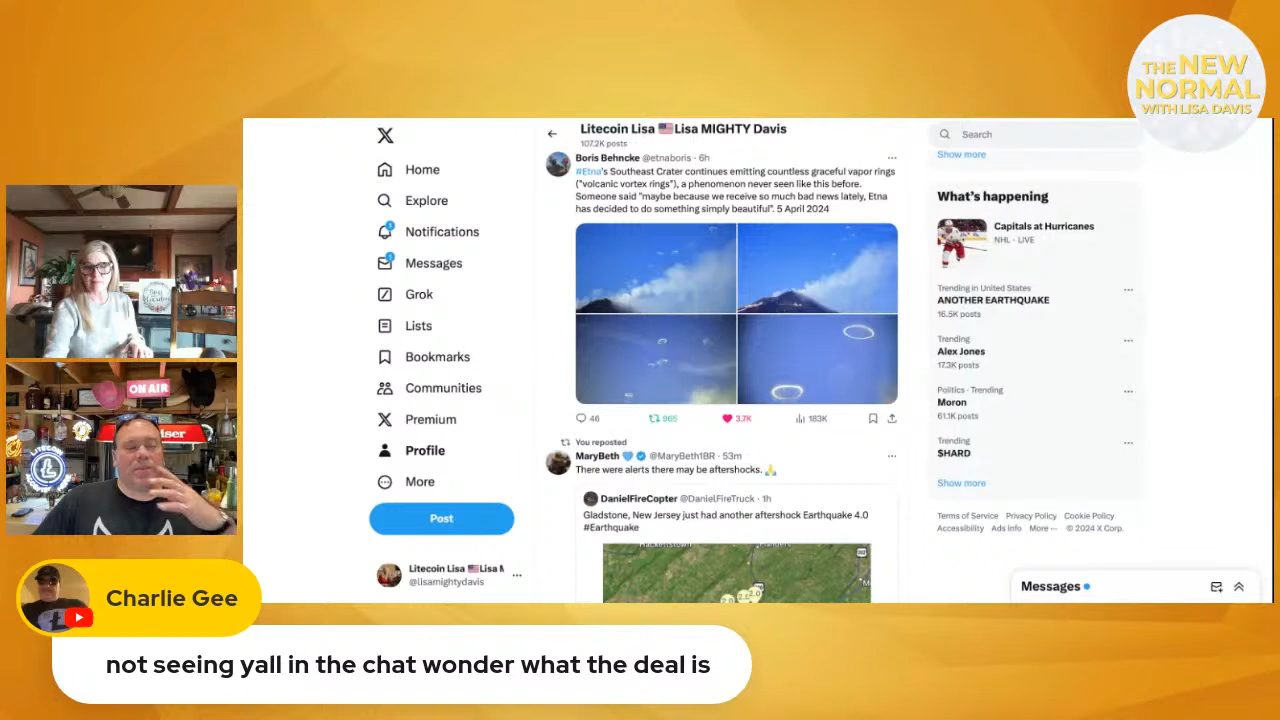 THE NEW
NORMAL
WITH LISA DAVIS
Home
Explore
Notifications
Messages
Grok
Lists
Bookmarks
Communities
Premium
Profile
More
Post
Litecoin Lisa 🇺🇸Lisa M
@lisamightydavis
Litecoin Lisa 🇺🇸Lisa MIGHTY Davis
107.2K posts
Boris Behncke @etnaboris · 6h
#Etna's Southeast Crater continues emitting countless graceful vapor rings
("volcanic vortex rings"), a phenomenon never seen like this before.
Someone said "maybe because we receive so much bad news lately, Etna
has decided to do something simply beautiful". 5 April 2024
46
965
3.7K
183K
You reposted
MaryBeth 💙 @MaryBeth1BR · 53m
There were alerts there may be aftershocks. 🙏
DanielFireCopter @DanielFireTruck · 1h
Gladstone, New Jersey just had another aftershock Earthquake 4.0
#Earthquake
Search
Show more
What's happening
Capitals at Hurricanes
NHL · LIVE
Trending in United States
ANOTHER EARTHQUAKE
16.5K posts
Trending
Alex Jones
17.3K posts
Politics · Trending
Moron
61.1K posts
Trending
$HARD
Show more
Terms of Service Privacy Policy Cookie Policy
Accessibility Ads info More ··· © 2024 X Corp.
Messages
ON AIR
LITECOIN
Charlie Gee
not seeing yall in the chat wonder what the deal is